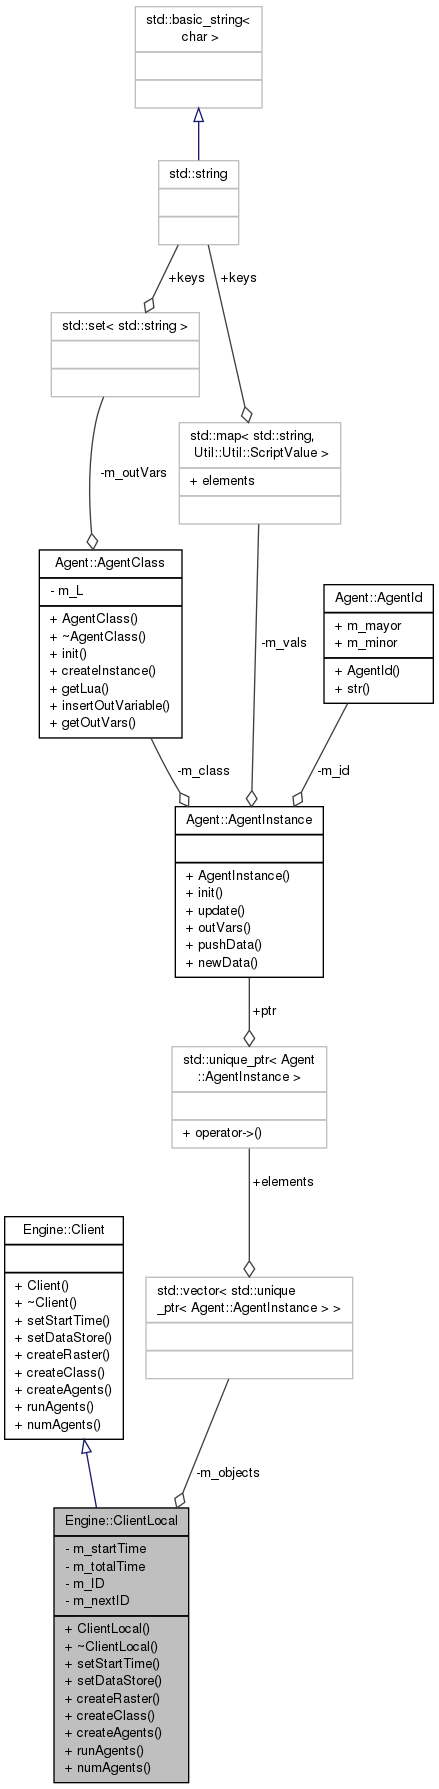 std::basic_string<
char >
std::string
+keys
+keys
std::set< std::string >
std::map< std::string,
Util::Util::ScriptValue >
+ elements
-m_outVars
Agent::AgentClass
- m_L
+ AgentClass()
+ ~AgentClass()
+ init()
+ createInstance()
+ getLua()
+ insertOutVariable()
+ getOutVars()
Agent::AgentId
+ m_mayor
+ m_minor
+ AgentId()
+ str()
-m_vals
-m_class
-m_id
Agent::AgentInstance
+ AgentInstance()
+ init()
+ update()
+ outVars()
+ pushData()
+ newData()
+ptr
std::unique_ptr< Agent
::AgentInstance >
+ operator->()
+elements
Engine::Client
+ Client()
+ ~Client()
+ setStartTime()
+ setDataStore()
+ createRaster()
+ createClass()
+ createAgents()
+ runAgents()
+ numAgents()
std::vector< std::unique
_ptr< Agent::AgentInstance > >
-m_objects
Engine::ClientLocal
- m_startTime
- m_totalTime
- m_ID
- m_nextID
+ ClientLocal()
+ ~ClientLocal()
+ setStartTime()
+ setDataStore()
+ createRaster()
+ createClass()
+ createAgents()
+ runAgents()
+ numAgents()